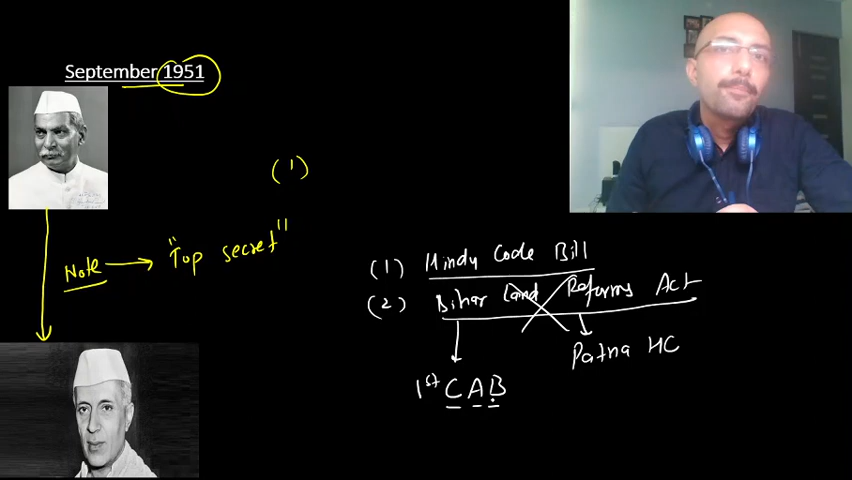 September 1951
(1)
Note → "Top secret"
(1) Hindu Code Bill
(2) Bihar Land Reforms Act
Patna HC
1st CAB